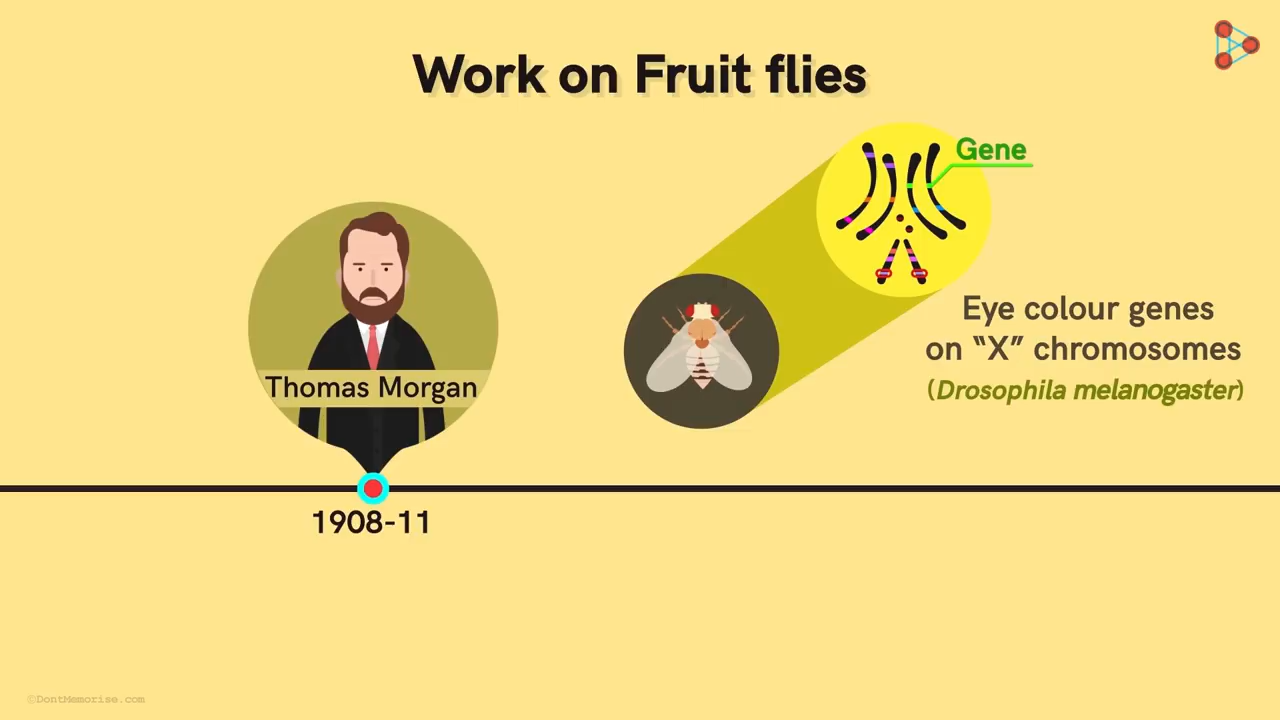 Work on Fruit flies
Gene
Thomas Morgan
Eye colour genes
on “X” chromosomes
(Drosophila melanogaster)
1908-11
©DontMemorise.com